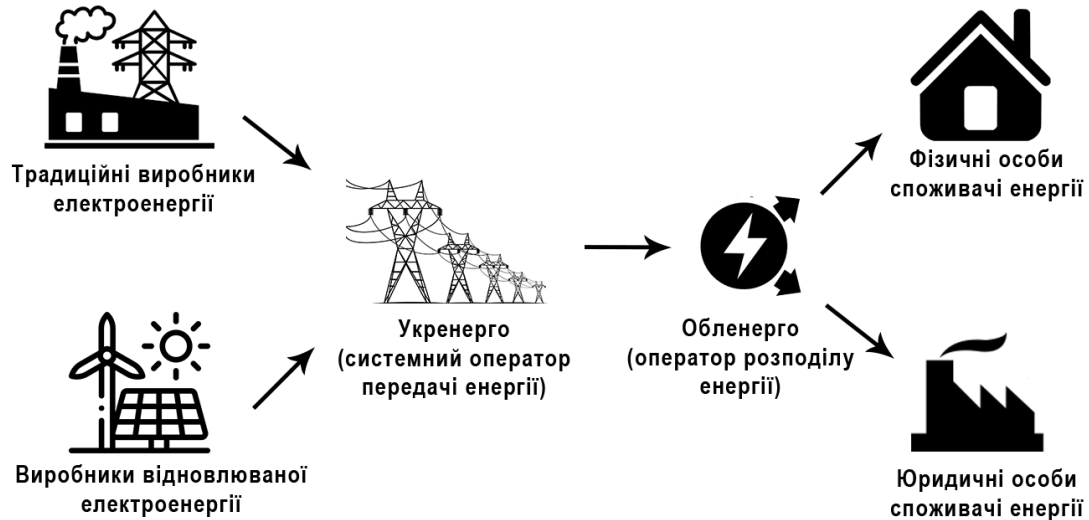 Традиційні виробники
електроенергії
Фізичні особи
споживачі енергії
Укренерго
(системний оператор
передачі енергії)
Обленерго
(оператор розподілу
енергії)
Виробники відновлюваної
електроенергії
Юридичні особи
споживачі енергії